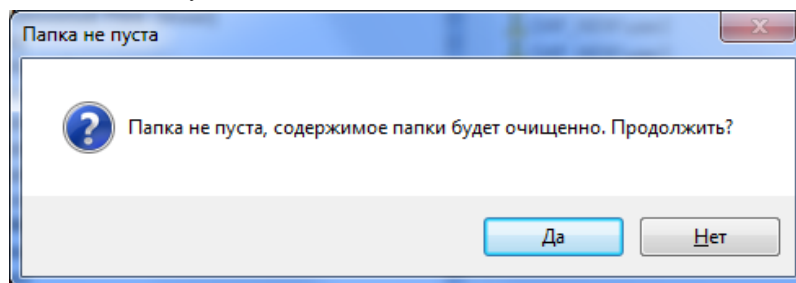 Папка не пуста
Папка не пуста, содержимое папки будет очищенно. Продолжить?
Да
Нет